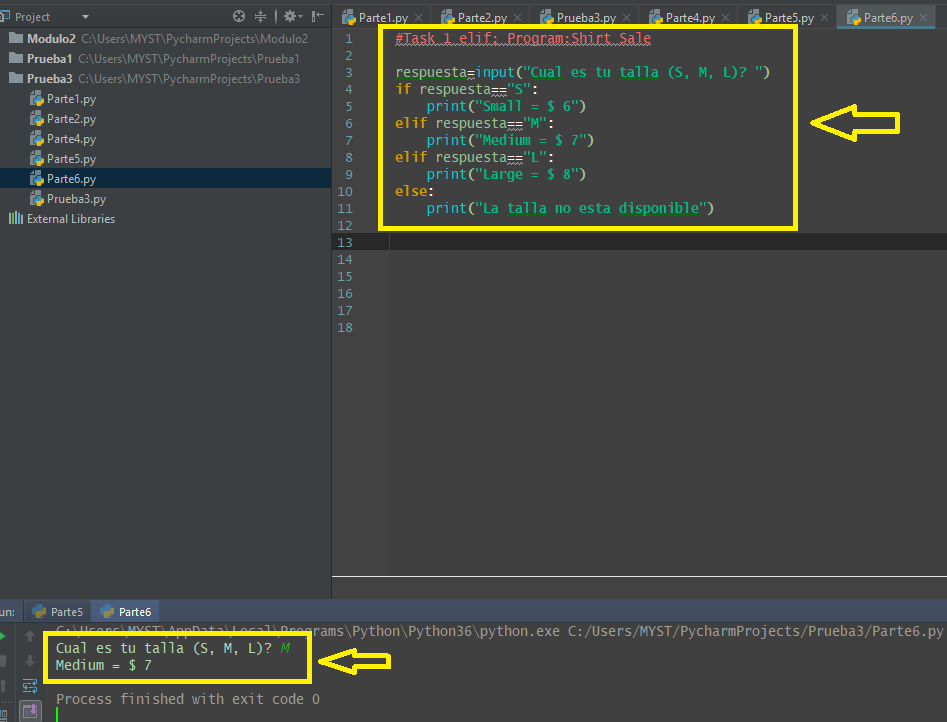 Project
Parte1.py
Parte2.py
Prueba3.py
Parte4.py
Parte5.py
Parte6.py
Modulo2 C:\Users\MYST\PycharmProjects\Modulo2
Prueba1 C:\Users\MYST\PycharmProjects\Prueba1
Prueba3 C:\Users\MYST\PycharmProjects\Prueba3
Parte1.py
Parte2.py
Parte4.py
Parte5.py
Parte6.py
Prueba3.py
External Libraries
1 #Task 1 elif: Program:Shirt Sale
2
3 respuesta=input("Cual es tu talla (S, M, L)? ")
4 if respuesta=="S":
5 print("Small = $ 6")
6 elif respuesta=="M":
7 print("Medium = $ 7")
8 elif respuesta=="L":
9 print("Large = $ 8")
10 else:
11 print("La talla no esta disponible")
12
13
14
15
16
17
18
un:
Parte5
Parte6
C:\Users\MYST\AppData\Local\Programs\Python\Python36\python.exe C:/Users/MYST/PycharmProjects/Prueba3/Parte6.py
Cual es tu talla (S, M, L)? M
Medium = $ 7
Process finished with exit code 0